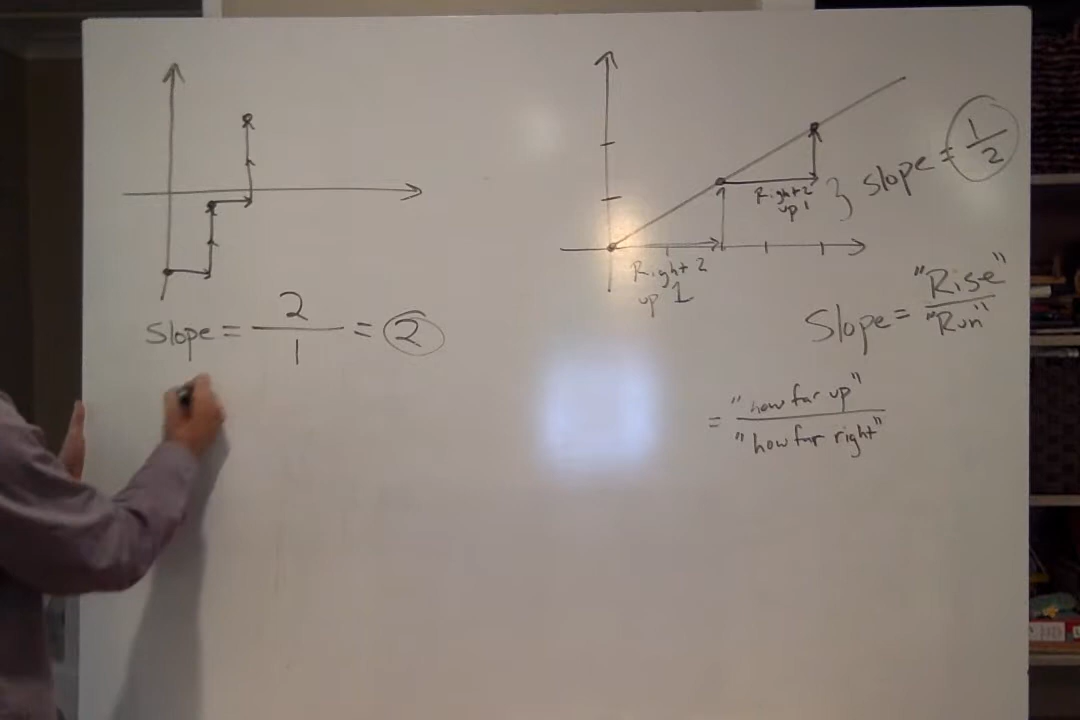 Slope = 2/1 = 2
Right 2
up 1
Right 2
up 1
} slope = 1/2
Slope = "Rise"/"Run"
= "how far up"/"how far right"